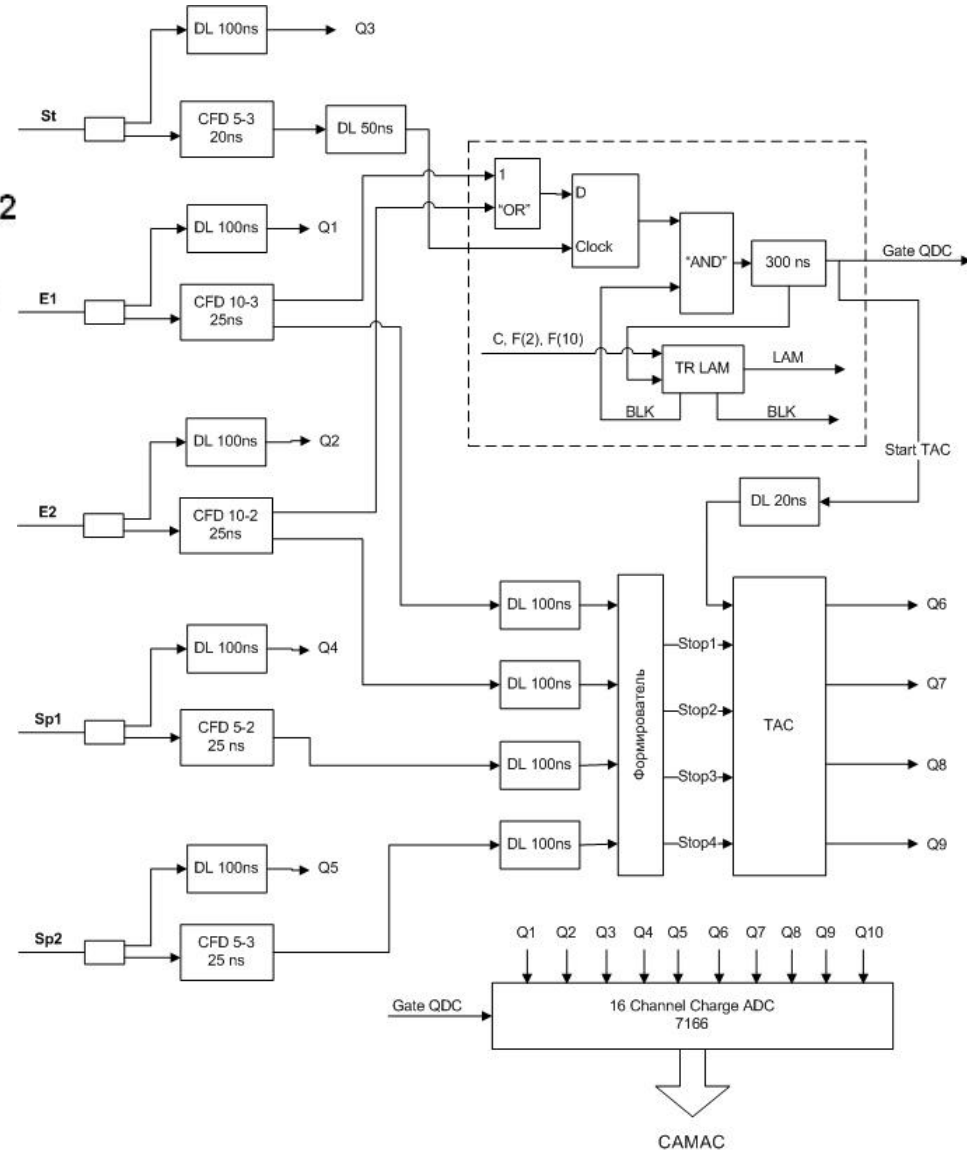 DL 100ns
Q3
St
CFD 5-3
20ns
DL 50ns
2
1
"OR"
D
Clock
"AND"
300 ns
Gate QDC
DL 100ns
Q1
E1
CFD 10-3
25ns
C, F(2), F(10)
TR LAM
LAM
BLK
BLK
Start TAC
DL 100ns
Q2
E2
CFD 10-2
25ns
DL 20ns
DL 100ns
Q4
Sp1
CFD 5-2
25 ns
DL 100ns
DL 100ns
DL 100ns
DL 100ns
Формирователь
Stop1
Stop2
Stop3
Stop4
TAC
Q6
Q7
Q8
Q9
DL 100ns
Q5
Sp2
CFD 5-3
25 ns
Q1 Q2 Q3 Q4 Q5 Q6 Q7 Q8 Q9 Q10
Gate QDC
16 Channel Charge ADC
7166
CAMAC